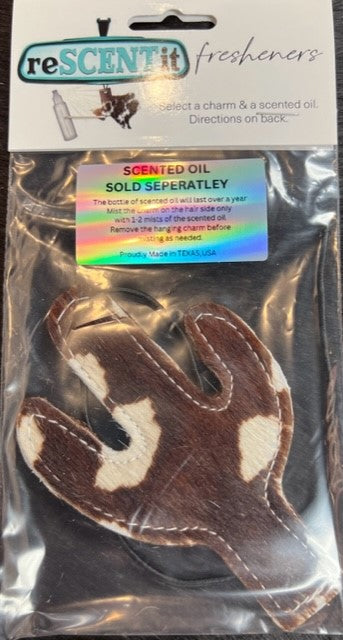 reSCENTit fresheners
Select a charm & a scented oil.
Directions on back.
SCENTED OIL
SOLD SEPERATLEY
The bottle of scented oil will last over a year
Mist the charm on the hair side only
with 1-2 mists of the scented oil
Remove the hanging charm before
misting as needed.
Proudly Made in TEXAS, USA